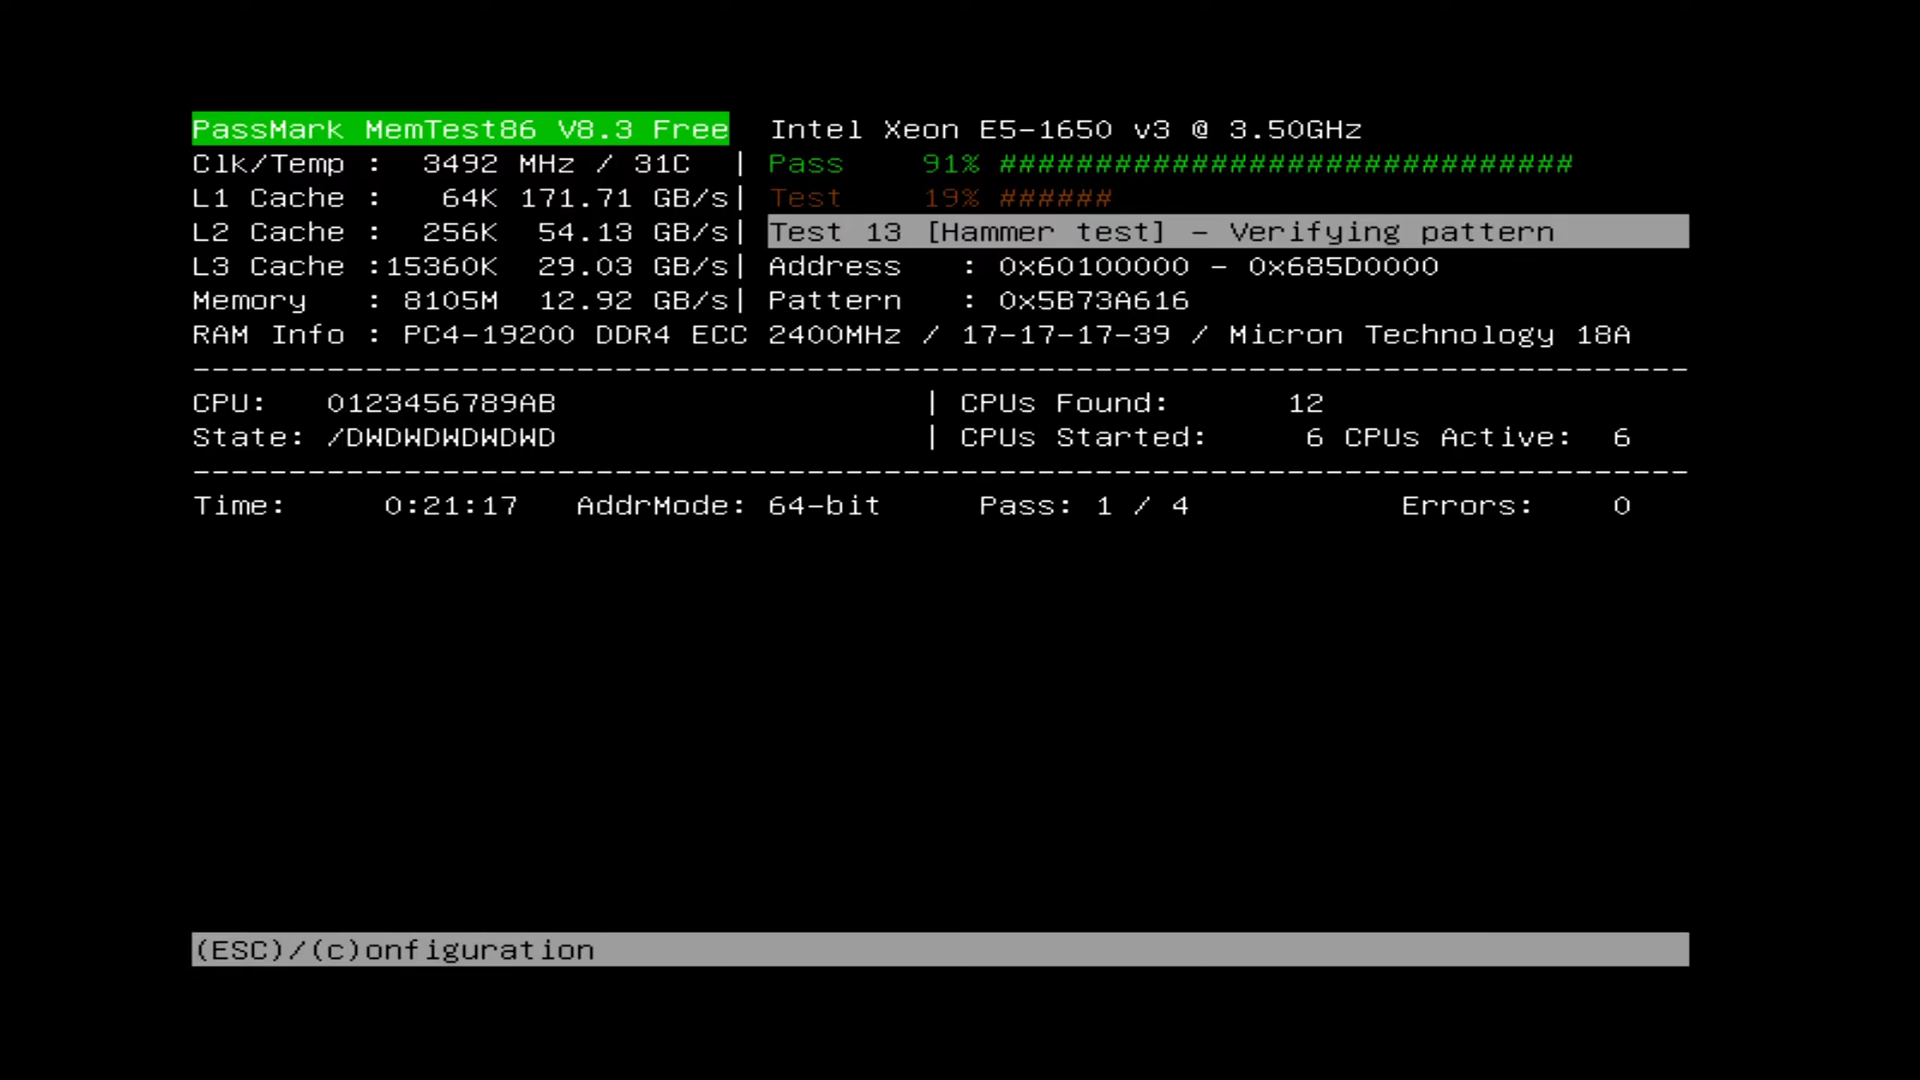 PassMark MemTest86 V8.3 Free   Intel Xeon E5-1650 v3 @ 3.50GHz
Clk/Temp :   3492 MHz / 31C  | Pass    91% ##############################
L1 Cache :    64K 171.71 GB/s| Test    19% ######
L2 Cache :   256K  54.13 GB/s| Test 13 [Hammer test] - Verifying pattern
L3 Cache :15360K  29.03 GB/s| Address   : 0x60100000 - 0x685D0000
Memory   : 8105M  12.92 GB/s| Pattern   : 0x5B73A616
RAM Info : PC4-19200 DDR4 ECC 2400MHz / 17-17-17-39 / Micron Technology 18A
------------------------------------------------------------------------------
CPU:   0123456789AB                    | CPUs Found:      12
State: /DWDWDWDWDWD                    | CPUs Started:     6 CPUs Active:  6
------------------------------------------------------------------------------
Time:     0:21:17   AddrMode: 64-bit     Pass: 1 / 4           Errors:    0
(ESC)/(c)onfiguration